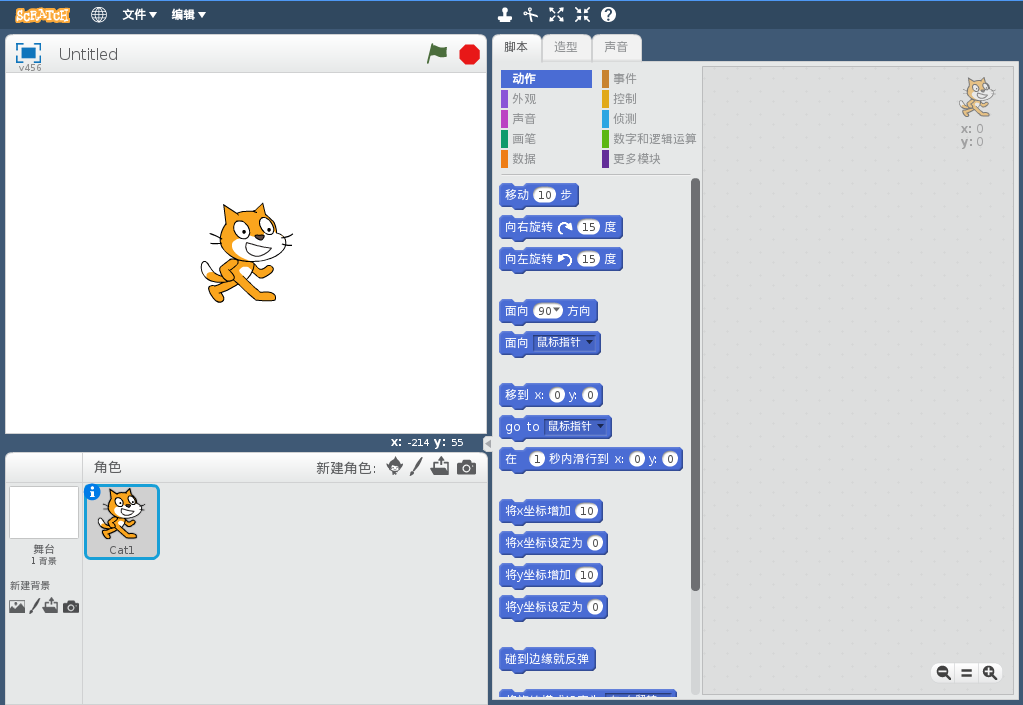 SCRATCH 文件▼ 编辑▼
v456 Untitled
x: -214 y: 55
角色 新建角色:
舞台
1 背景
新建背景
Cat1
脚本 造型 声音
动作 事件
外观 控制
声音 侦测
画笔 数字和逻辑运算
数据 更多模块
移动 10 步
向右旋转 15 度
向左旋转 15 度
面向 90▼ 方向
面向 鼠标指针
移到 x: 0 y: 0
go to 鼠标指针
在 1 秒内滑行到 x: 0 y: 0
将x坐标增加 10
将x坐标设定为 0
将y坐标增加 10
将y坐标设定为 0
碰到边缘就反弹
x: 0
y: 0